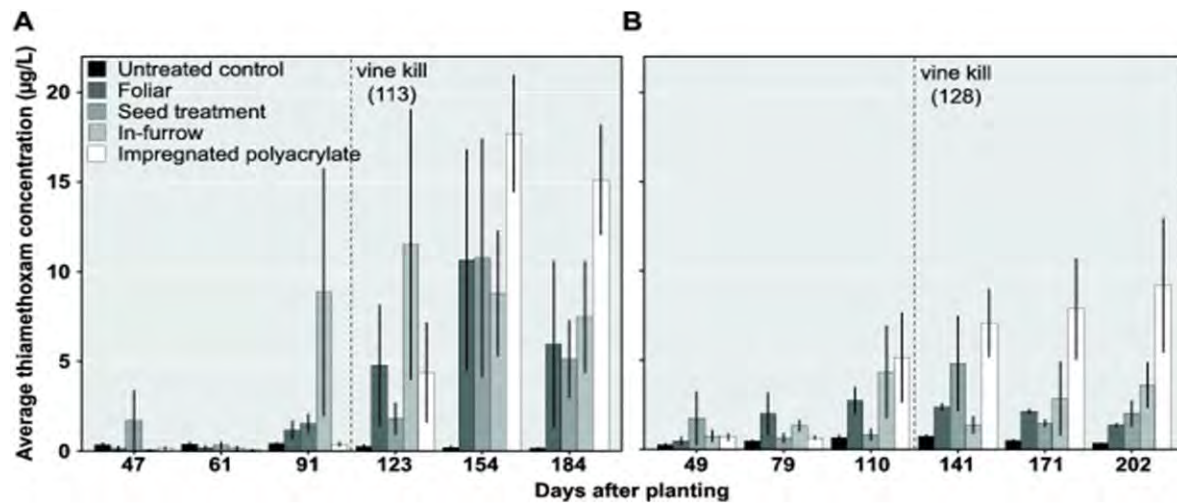 A
B
Average thiamethoxam concentration (µg/L)
20
15
10
5
0
Untreated control
Foliar
Seed treatment
In-furrow
Impregnated polyacrylate
vine kill
(113)
vine kill
(128)
47 61 91 123 154 184
49 79 110 141 171 202
Days after planting